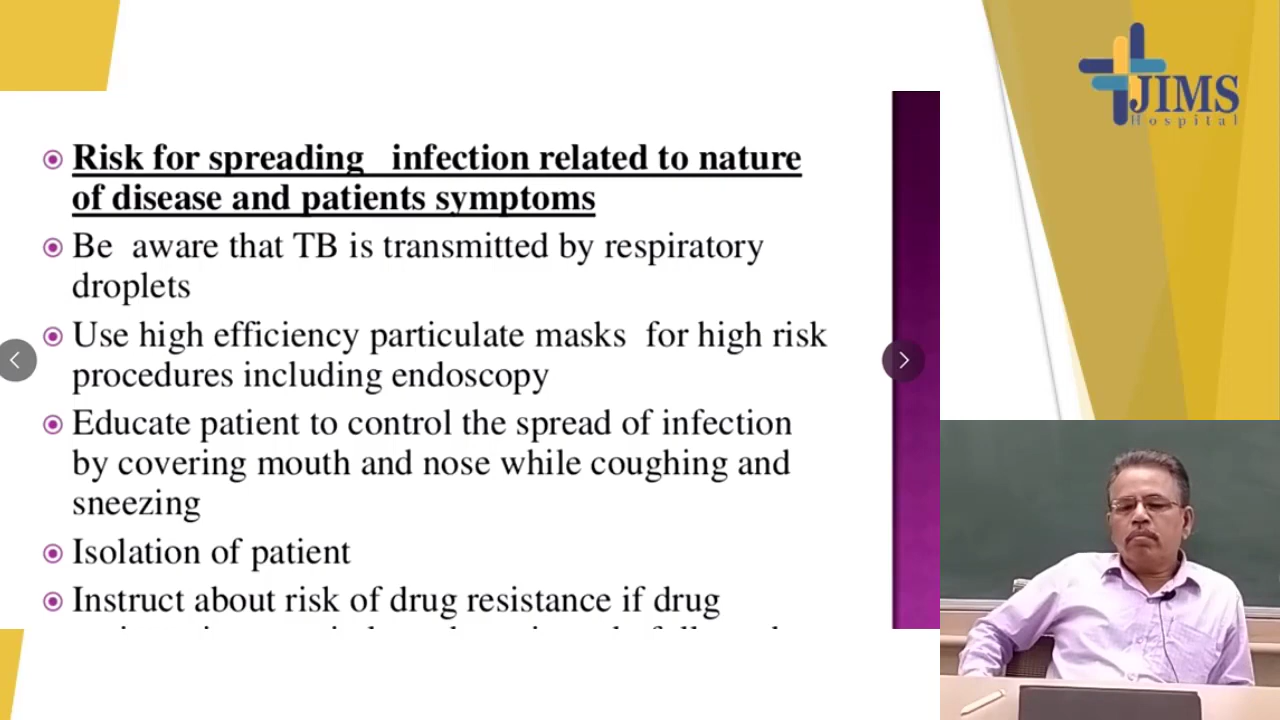 JIMS
Hospital
Risk for spreading infection related to nature
of disease and patients symptoms
Be aware that TB is transmitted by respiratory
droplets
Use high efficiency particulate masks for high risk
procedures including endoscopy
Educate patient to control the spread of infection
by covering mouth and nose while coughing and
sneezing
Isolation of patient
Instruct about risk of drug resistance if drug